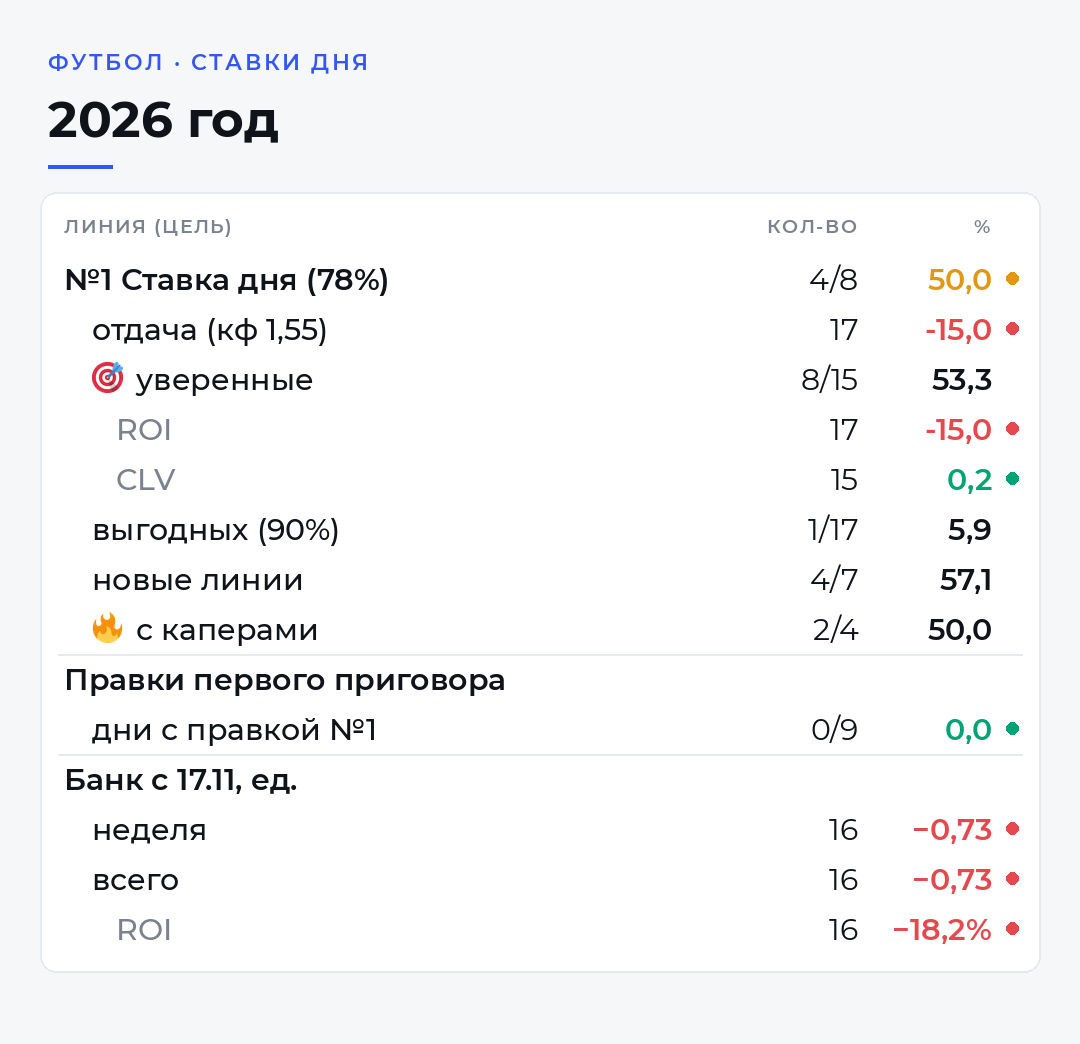 ФУТБОЛ · СТАВКИ ДНЯ
2026 год
ЛИНИЯ (ЦЕЛЬ) КОЛ-ВО %
№1 Ставка дня (78%) 4/8 50,0
отдача (кф 1,55) 17 -15,0
уверенные 8/15 53,3
ROI 17 -15,0
CLV 15 0,2
выгодных (90%) 1/17 5,9
новые линии 4/7 57,1
с каперами 2/4 50,0
Правки первого приговора
дни с правкой №1 0/9 0,0
Банк с 17.11, ед.
неделя 16 −0,73
всего 16 −0,73
ROI 16 −18,2%